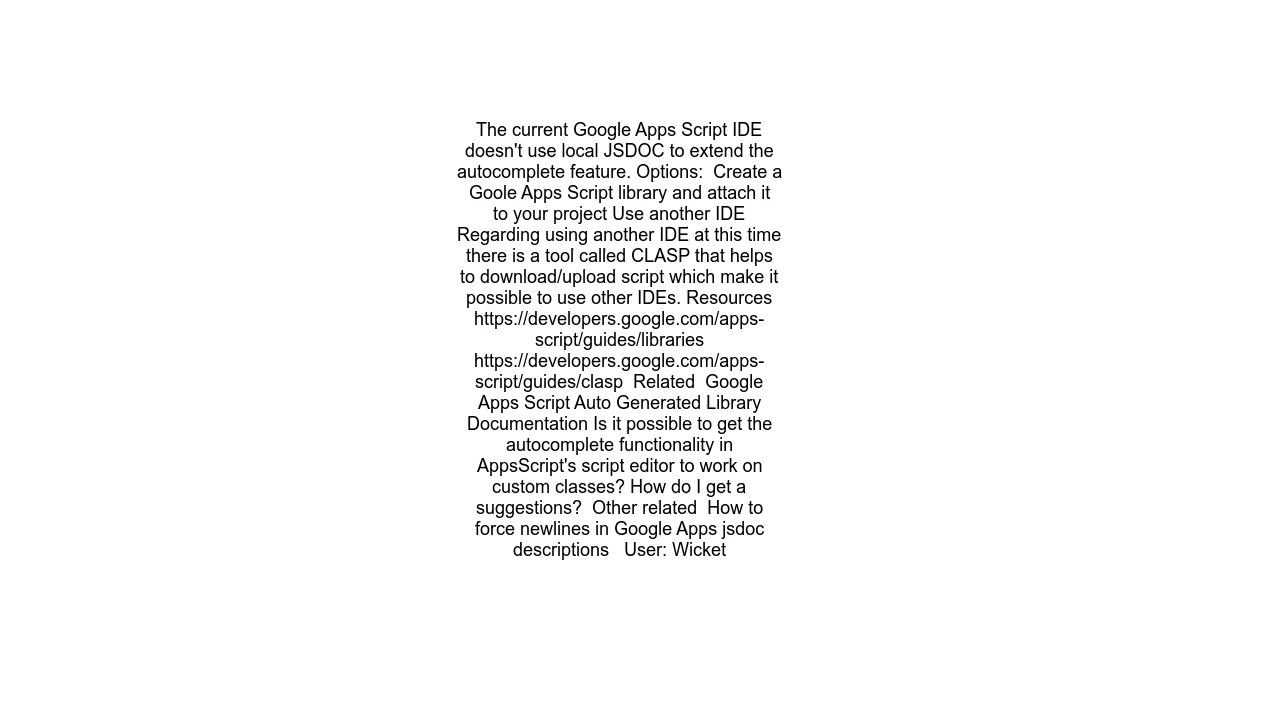 The current Google Apps Script IDE
doesn't use local JSDOC to extend the
autocomplete feature. Options:  Create a
Goole Apps Script library and attach it
to your project Use another IDE
Regarding using another IDE at this time
there is a tool called CLASP that helps
to download/upload script which make it
possible to use other IDEs. Resources
https://developers.google.com/apps-
script/guides/libraries
https://developers.google.com/apps-
script/guides/clasp  Related  Google
Apps Script Auto Generated Library
Documentation Is it possible to get the
autocomplete functionality in
AppsScript's script editor to work on
custom classes? How do I get a
suggestions?  Other related  How to
force newlines in Google Apps jsdoc
descriptions   User: Wicket